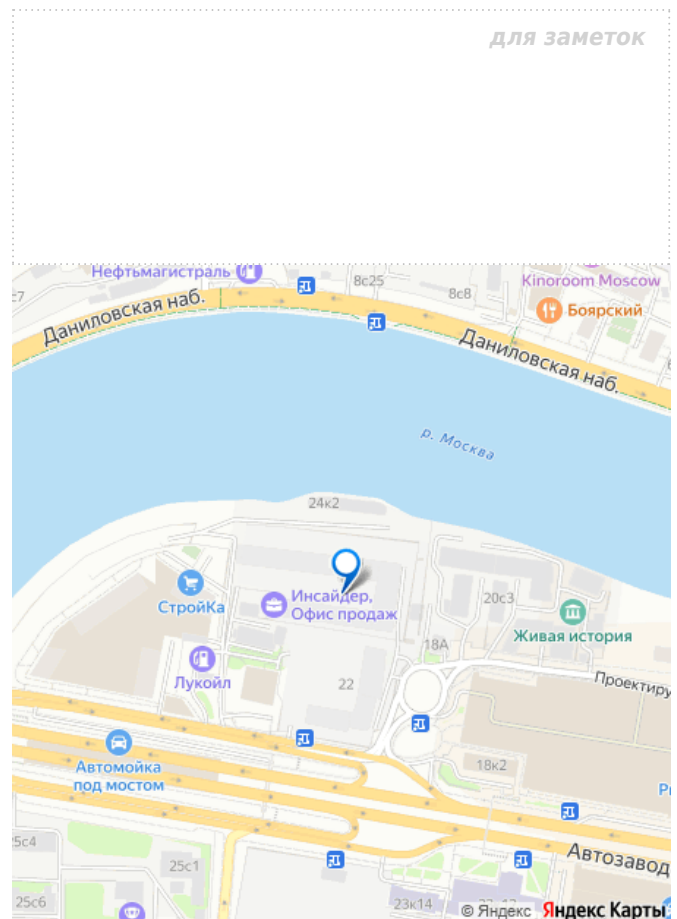 для заметок
Нефтьмагистраль
8с25
8с8
Kinoroom Moscow
с7
Боярский
Даниловская наб.
Даниловская наб.
р. Москва
24к2
СтройКа
Инсайдер,
Офис продаж
20с3
Живая история
18А
Лукойл
22
Проектиру
Автомойка
под мостом
18к2
5с4
25с1
Автозавод
25с6
23к14
© Яндекс Яндекс Карты